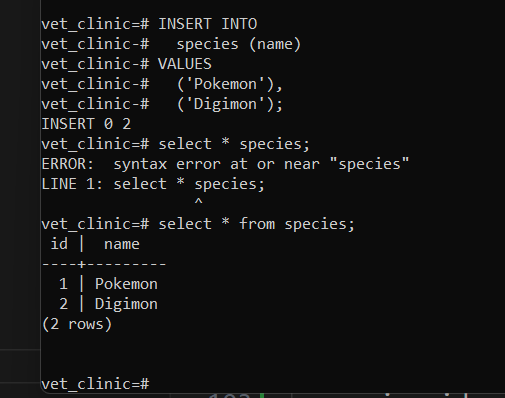 vet_clinic=# INSERT INTO
vet_clinic-#   species (name)
vet_clinic-# VALUES
vet_clinic-#   ('Pokemon'),
vet_clinic-#   ('Digimon');
INSERT 0 2
vet_clinic=# select * species;
ERROR:  syntax error at or near "species"
LINE 1: select * species;
                 ^
vet_clinic=# select * from species;
 id |  name
----+---------
  1 | Pokemon
  2 | Digimon
(2 rows)
vet_clinic=#